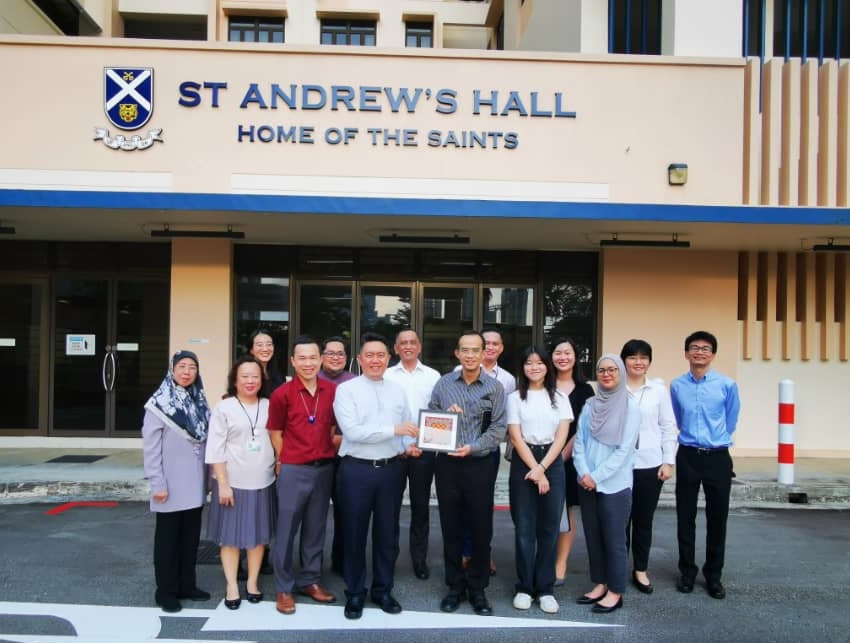 ST ANDREW'S HALL
HOME OF THE SAINTS